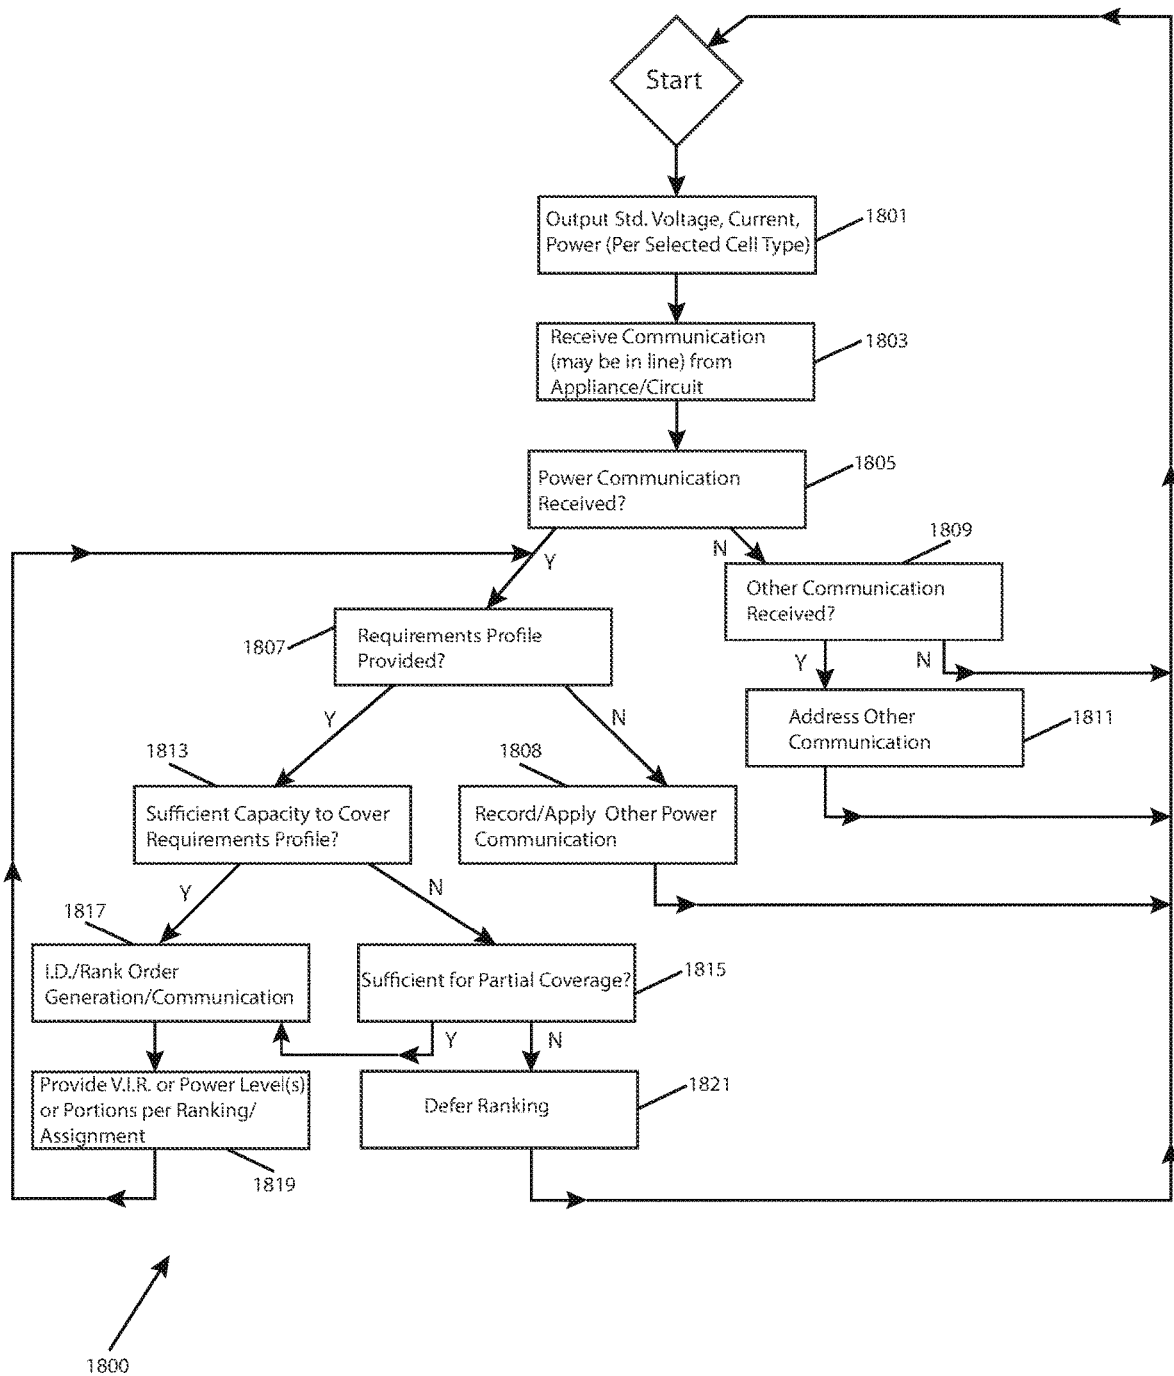 Start
Output Std. Voltage, Current,
Power (Per Selected Cell Type)
1801
Receive Communication
(may be in line) from
Appliance/Circuit
1803
Power Communication
Received?
1805
Y
N
1809
Other Communication
Received?
1807
Requirements Profile
Provided?
Y
N
Y
N
Address Other
Communication
1811
1813
Sufficient Capacity to Cover
Requirements Profile?
1808
Record/Apply Other Power
Communication
Y
N
1817
I.D./Rank Order
Generation/Communication
Sufficient for Partial Coverage?
1815
Y
N
Provide V.I.R. or Power Level(s)
or Portions per Ranking/
Assignment
1819
Defer Ranking
1821
1800